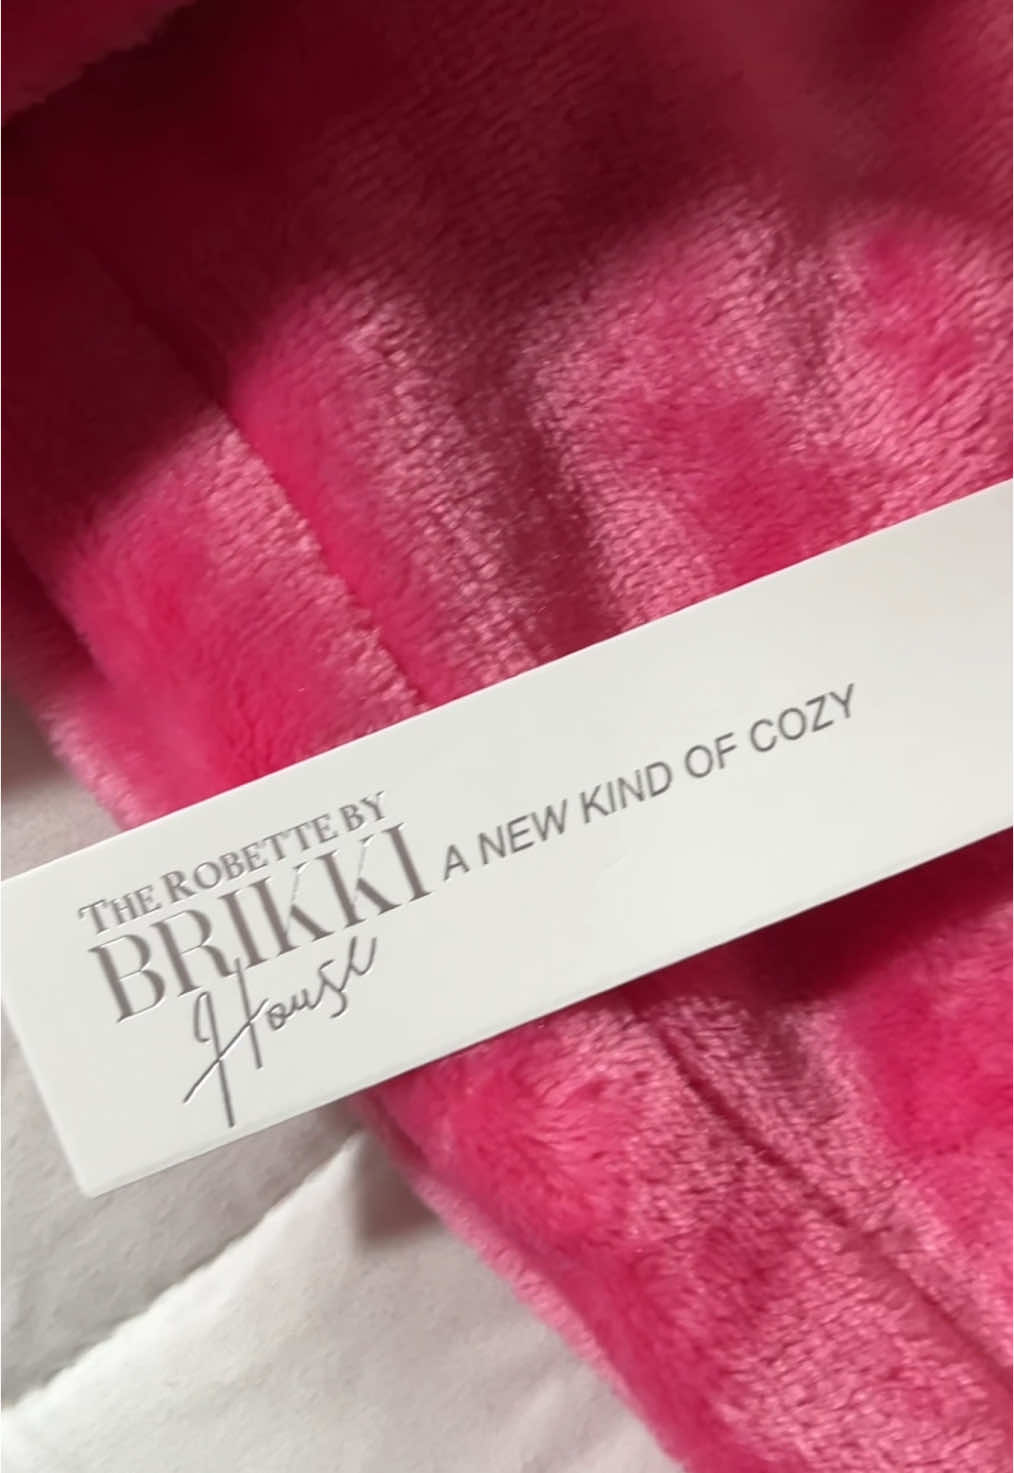 THE ROBETTE BY
BRIKKI
House
A NEW KIND OF COZY